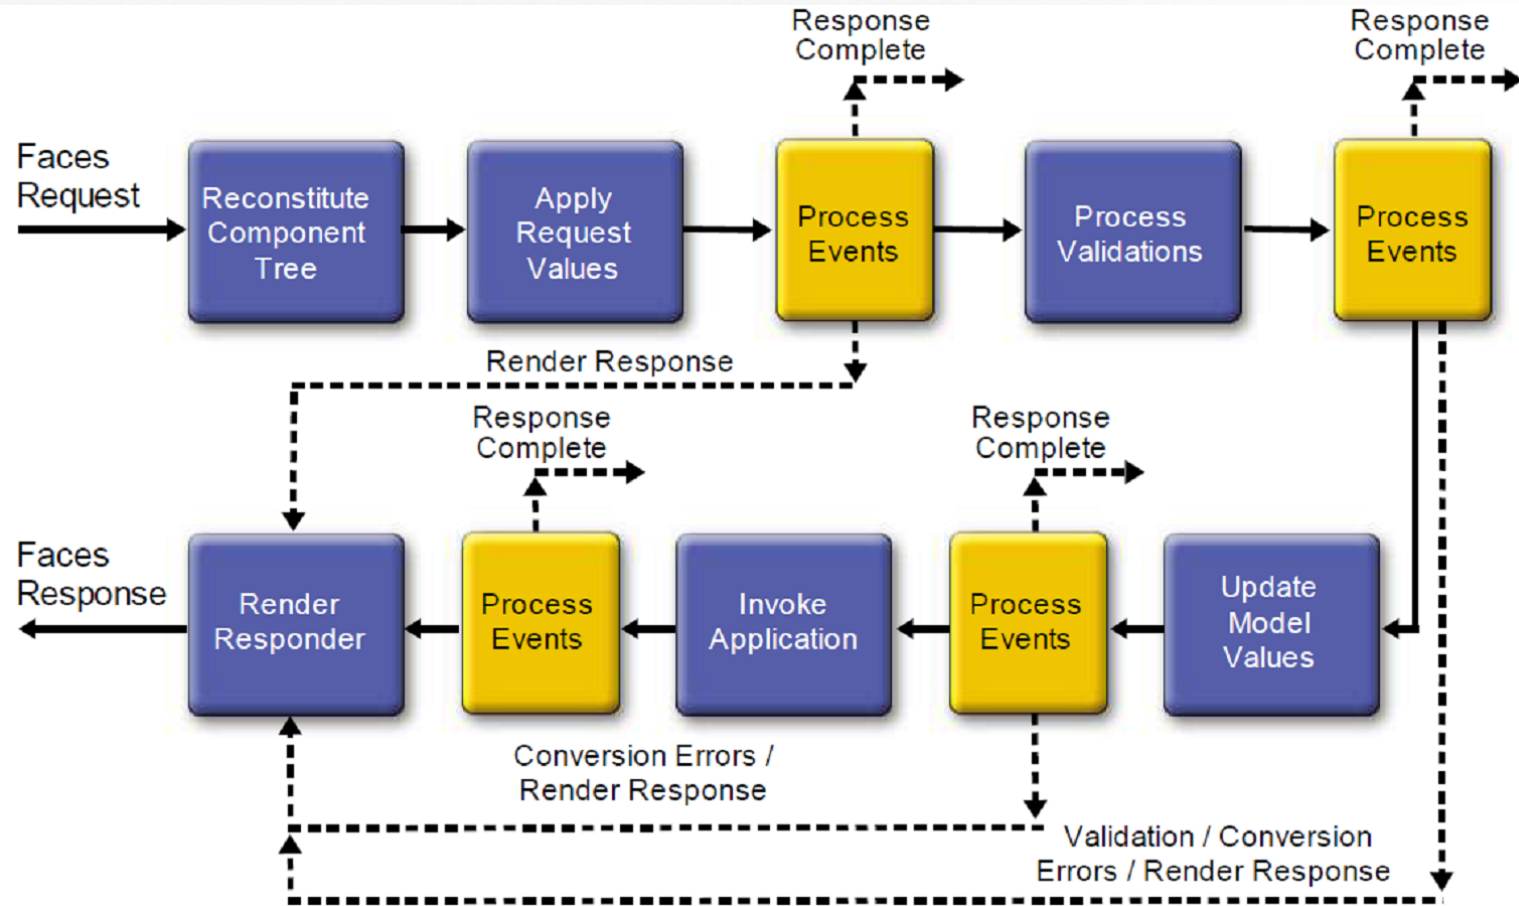 Response
Complete
Response
Complete
Faces
Request
Reconstitute
Component
Tree
Apply
Request
Values
Process
Events
Process
Validations
Process
Events
Render Response
Response
Complete
Response
Complete
Faces
Response
Render
Responder
Process
Events
Invoke
Application
Process
Events
Update
Model
Values
Conversion Errors /
Render Response
Validation / Conversion
Errors / Render Response